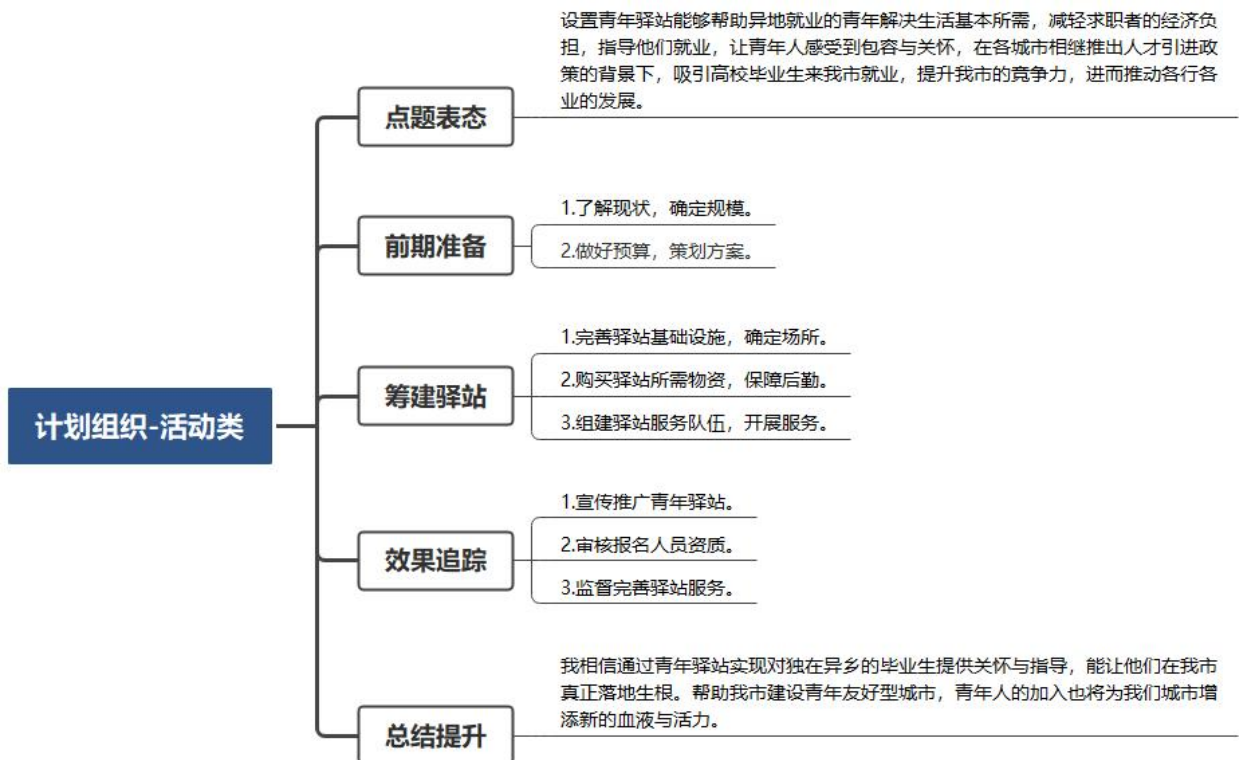 设置青年驿站能够帮助异地就业的青年解决生活基本所需，减轻求职者的经济负
担，指导他们就业，让青年人感受到包容与关怀，在各城市相继推出人才引进政
策的背景下，吸引高校毕业生来我市就业，提升我市的竞争力，进而推动各行各
业的发展。
点题表态
1.了解现状，确定规模。
前期准备
2.做好预算，策划方案。
1.完善驿站基础设施，确定场所。
筹建驿站
2.购买驿站所需物资，保障后勤。
3.组建驿站服务队伍，开展服务。
计划组织-活动类
1.宣传推广青年驿站。
效果追踪
2.审核报名人员资质。
3.监督完善驿站服务。
我相信通过青年驿站实现对独在异乡的毕业生提供关怀与指导，能让他们在我市
真正落地生根。帮助我市建设青年友好型城市，青年人的加入也将为我们城市增
添新的血液与活力。
总结提升